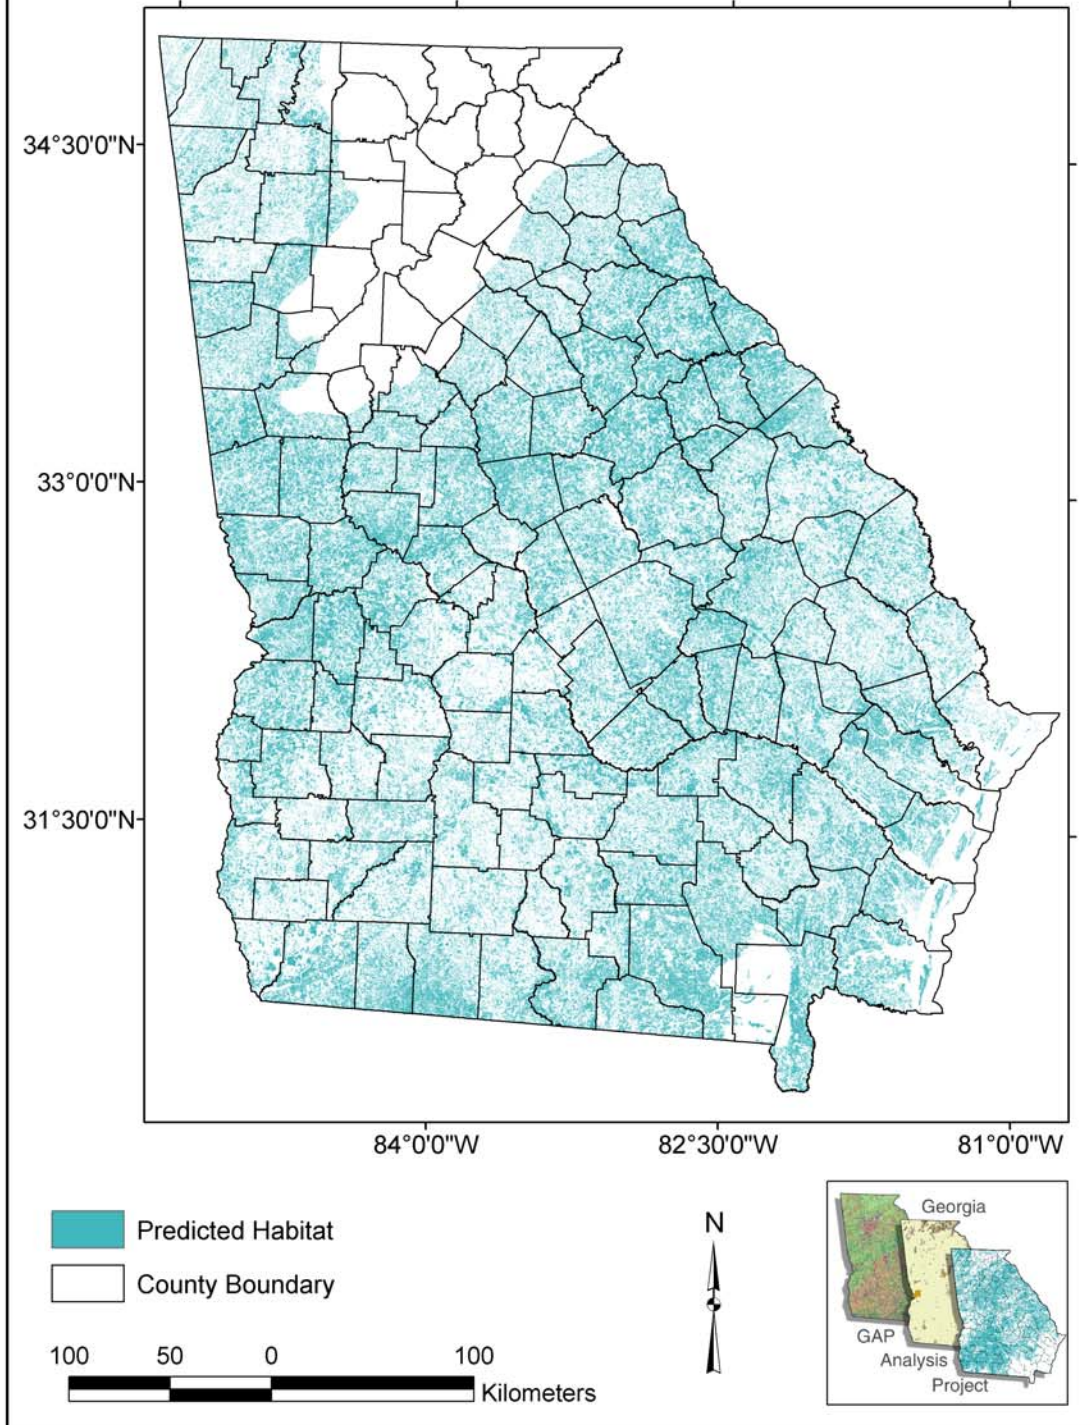 34°30'0"N
33°0'0"N
31°30'0"N
84°0'0"W 82°30'0"W 81°0'0"W
Predicted Habitat
County Boundary
100 50 0 100
Kilometers
N
Georgia
GAP
Analysis
Project